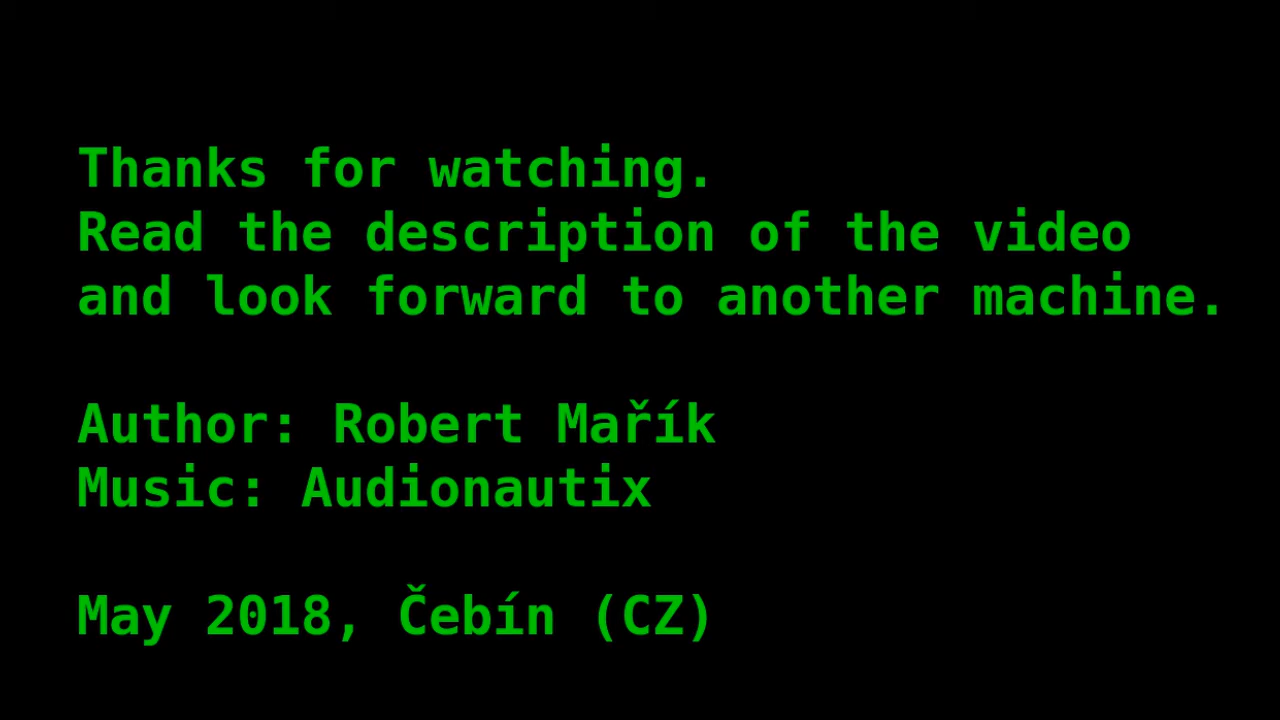 Thanks for watching.
Read the description of the video
and look forward to another machine.
Author: Robert Mařík
Music: Audionautix
May 2018, Čebín (CZ)